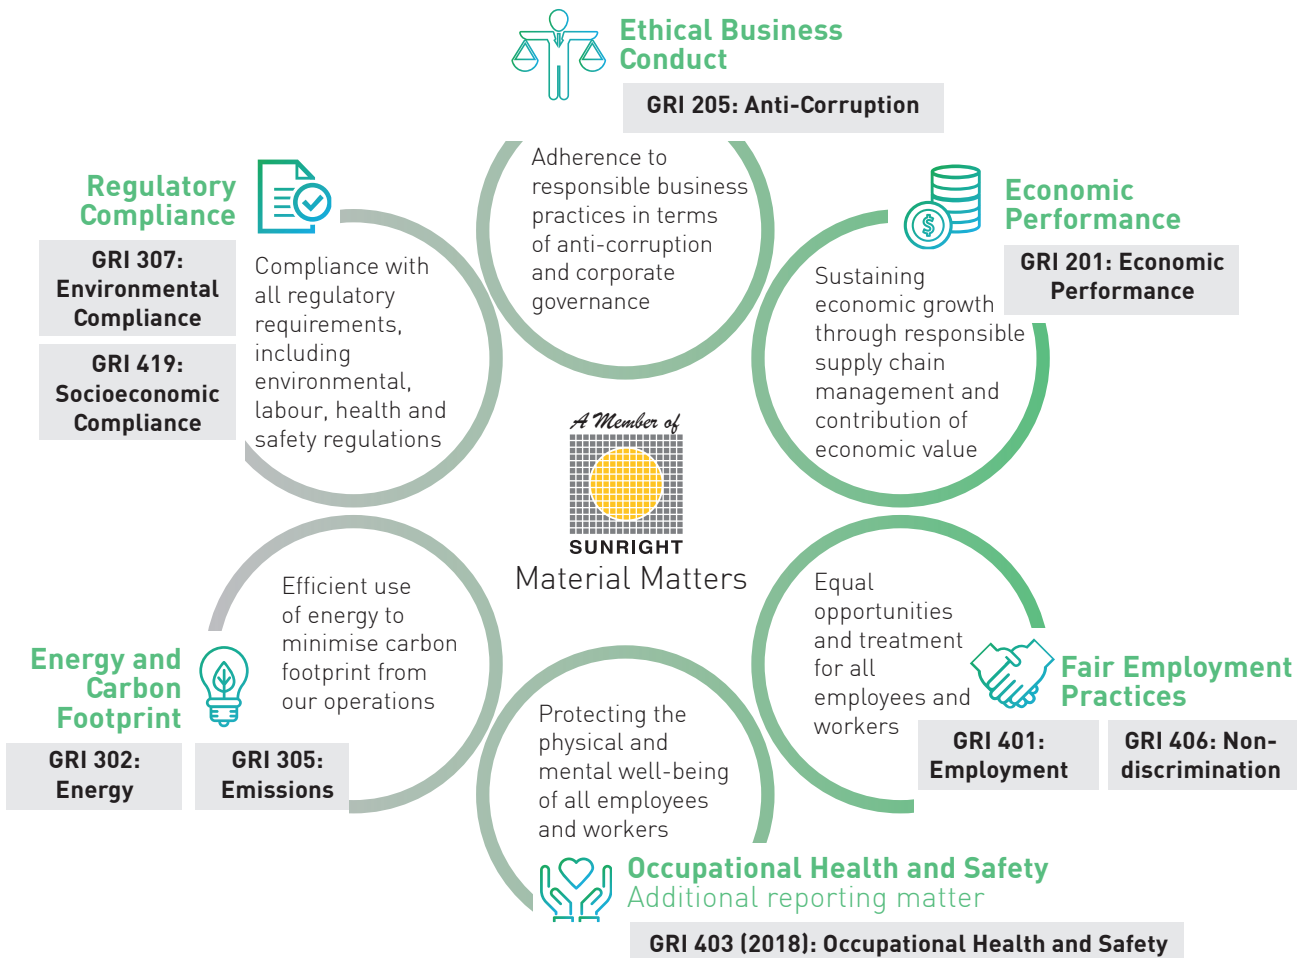 Ethical Business
Conduct
GRI 205: Anti-Corruption
Adherence to
responsible business
practices in terms
of anti-corruption
and corporate
governance
Regulatory
Compliance
GRI 307:
Environmental
Compliance
GRI 419:
Socioeconomic
Compliance
Compliance with
all regulatory
requirements,
including
environmental,
labour, health and
safety regulations
$
Economic
Performance
GRI 201: Economic
Performance
Sustaining
economic growth
through responsible
supply chain
management and
contribution of
economic value
A Member of
SUNRIGHT
Material Matters
Efficient use
of energy to
minimise carbon
footprint from
our operations
Energy and
Carbon
Footprint
GRI 302:
Energy
GRI 305:
Emissions
Equal
opportunities
and treatment
for all
employees and
workers
Fair Employment
Practices
GRI 401:
Employment
GRI 406: Non-
discrimination
Protecting the
physical and
mental well-being
of all employees
and workers
Occupational Health and Safety
Additional reporting matter
GRI 403 (2018): Occupational Health and Safety